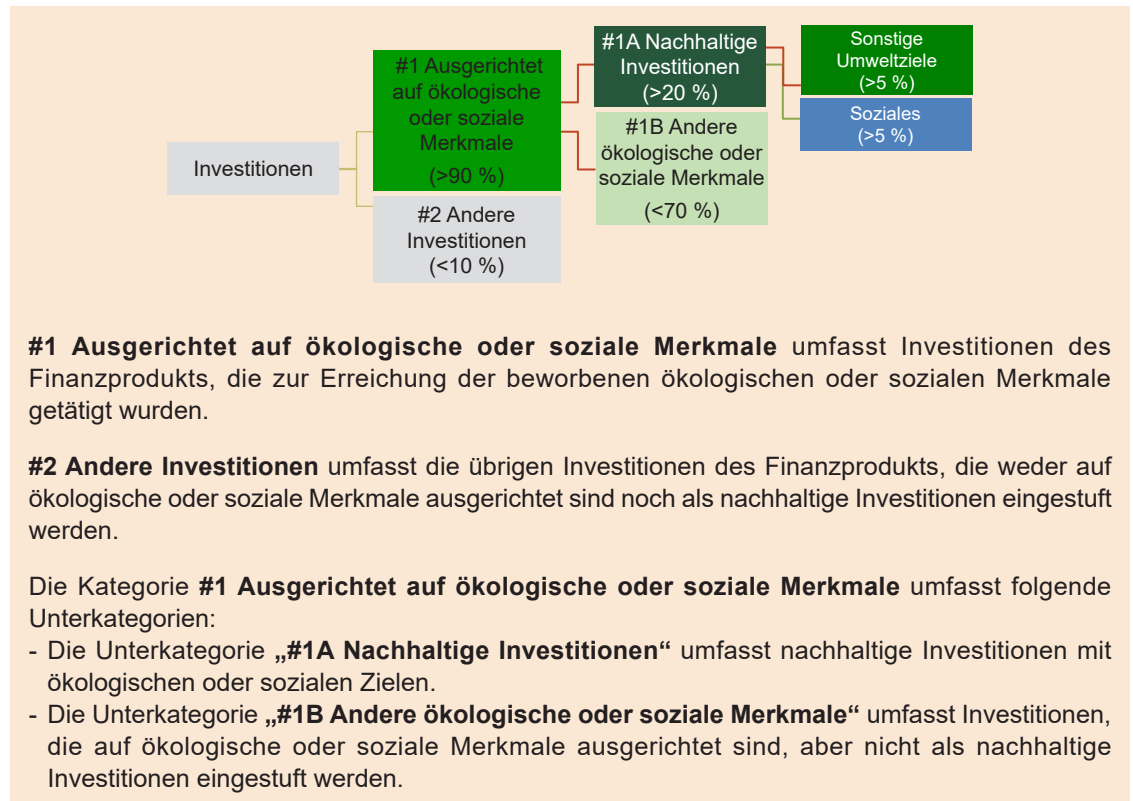 Investitionen
#1 Ausgerichtet
auf ökologische
oder soziale
Merkmale
(>90 %)
#2 Andere
Investitionen
(<10 %)
#1A Nachhaltige
Investitionen
(>20 %)
#1B Andere
ökologische oder
soziale Merkmale
(<70 %)
Sonstige
Umweltziele
(>5 %)
Soziales
(>5 %)
#1 Ausgerichtet auf ökologische oder soziale Merkmale umfasst Investitionen des
Finanzprodukts, die zur Erreichung der beworbenen ökologischen oder sozialen Merkmale
getätigt wurden.
#2 Andere Investitionen umfasst die übrigen Investitionen des Finanzprodukts, die weder auf
ökologische oder soziale Merkmale ausgerichtet sind noch als nachhaltige Investitionen eingestuft
werden.
Die Kategorie #1 Ausgerichtet auf ökologische oder soziale Merkmale umfasst folgende
Unterkategorien:
- Die Unterkategorie „#1A Nachhaltige Investitionen“ umfasst nachhaltige Investitionen mit
ökologischen oder sozialen Zielen.
- Die Unterkategorie „#1B Andere ökologische oder soziale Merkmale“ umfasst Investitionen,
die auf ökologische oder soziale Merkmale ausgerichtet sind, aber nicht als nachhaltige
Investitionen eingestuft werden.